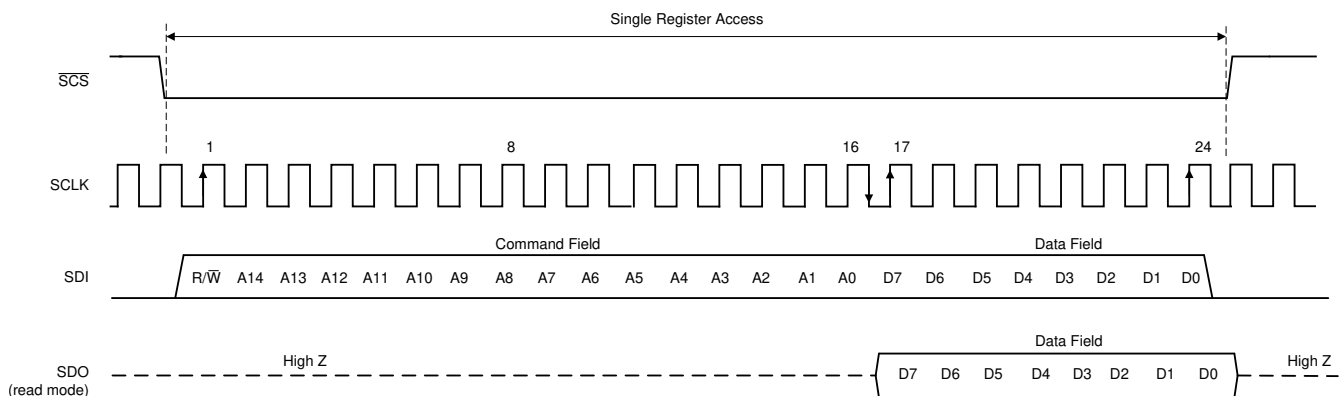 Single Register Access
SCS
1 8 16 17 24
SCLK
Command Field Data Field
SDI R/W A14 A13 A12 A11 A10 A9 A8 A7 A6 A5 A4 A3 A2 A1 A0 D7 D6 D5 D4 D3 D2 D1 D0
Data Field
High Z High Z
SDO
(read mode) D7 D6 D5 D4 D3 D2 D1 D0